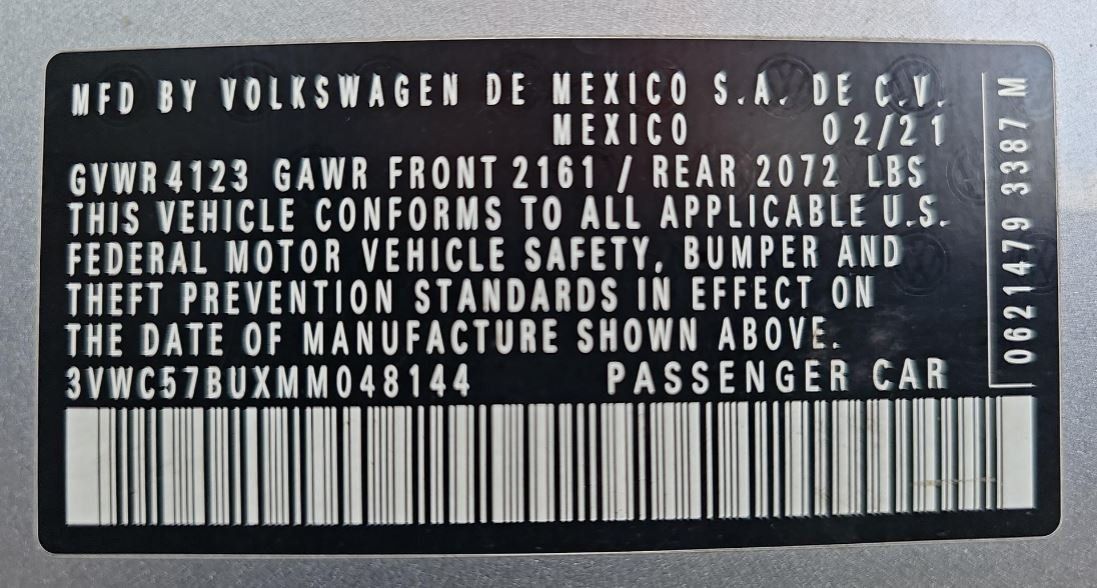 MFD BY VOLKSWAGEN DE MEXICO S.A. DE C.V.
MEXICO 02/21
GVWR 4123 GAWR FRONT 2161 / REAR 2072 LBS
THIS VEHICLE CONFORMS TO ALL APPLICABLE U.S.
FEDERAL MOTOR VEHICLE SAFETY, BUMPER AND
THEFT PREVENTION STANDARDS IN EFFECT ON
THE DATE OF MANUFACTURE SHOWN ABOVE.
3VWC57BUXMM048144 PASSENGER CAR
0621479 3387 M